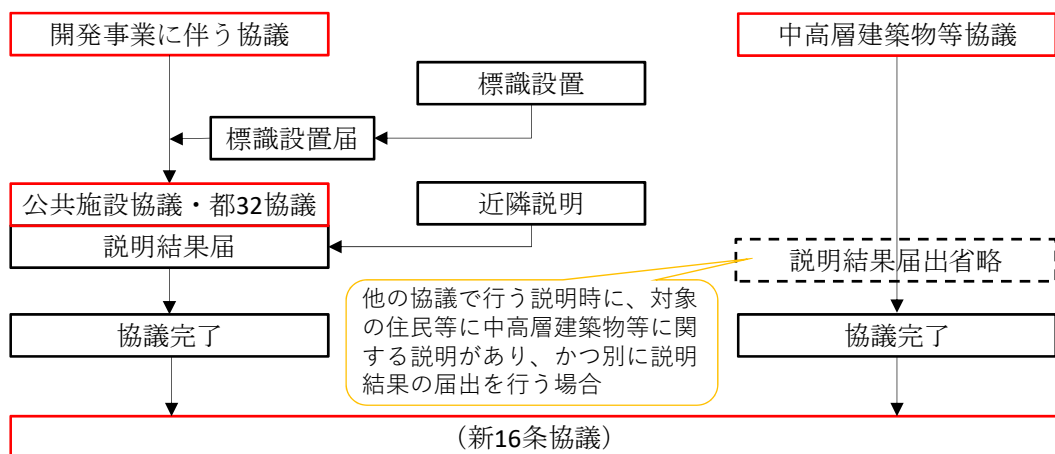 開発事業に伴う協議
中高層建築物等協議
標識設置
標識設置届
公共施設協議・都32協議
近隣説明
説明結果届
説明結果届出省略
他の協議で行う説明時に、対象
の住民等に中高層建築物等に関
する説明があり、かつ別に説明
結果の届出を行う場合
協議完了
協議完了
（新16条協議）